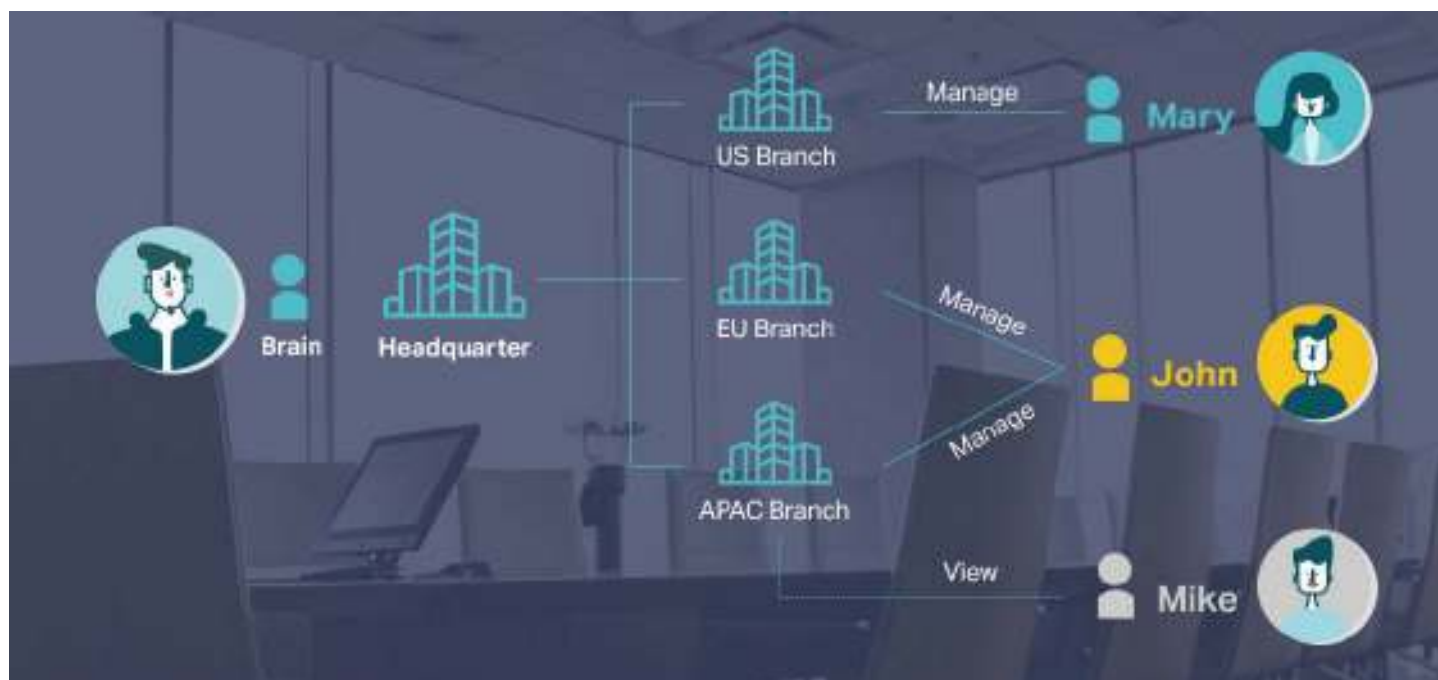 Manage
Mary
US Branch
Brain
Headquarter
EU Branch
Manage
John
Manage
APAC Branch
View
Mike